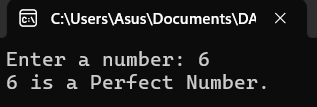 C:\Users\Asus\Documents\DA
Enter a number: 6
6 is a Perfect Number.